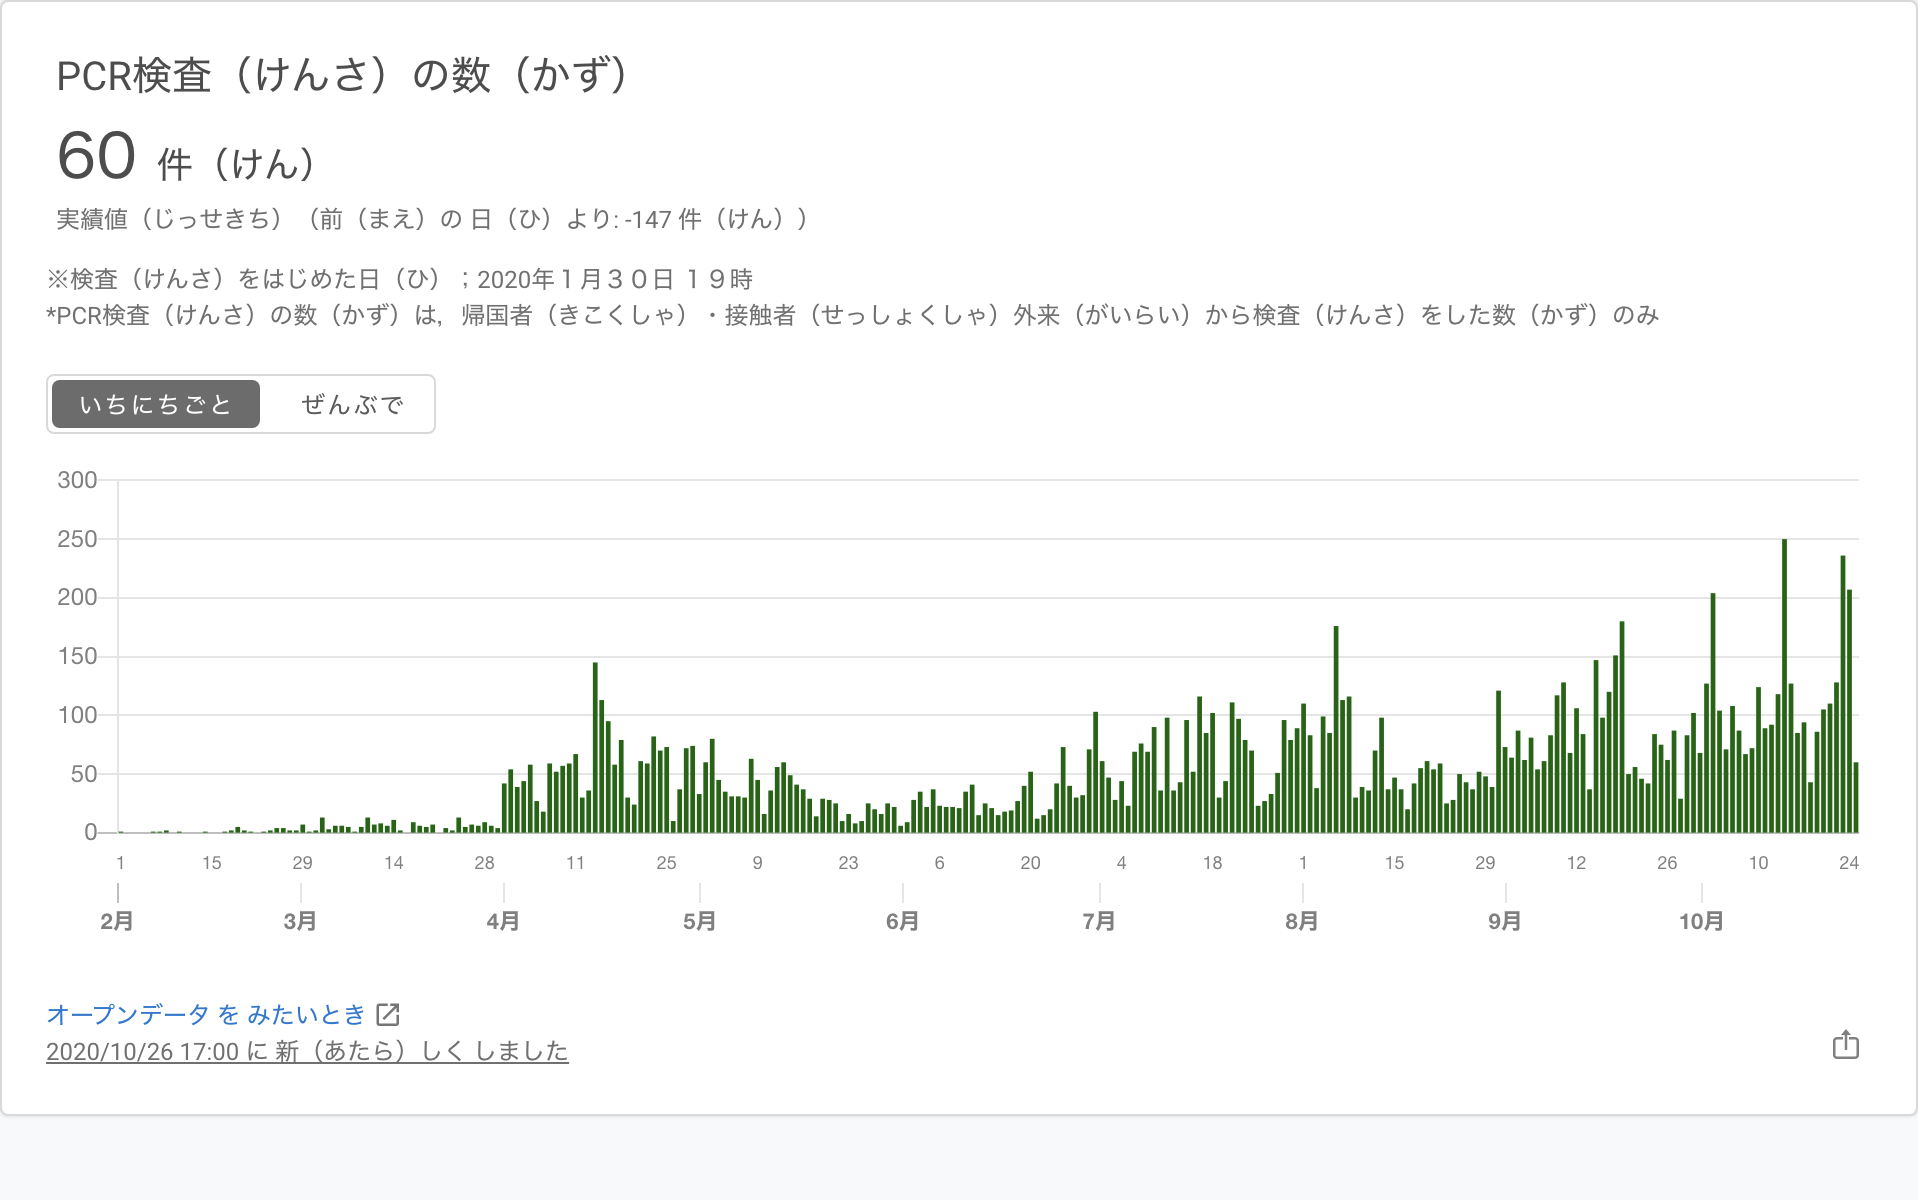 PCR検査（けんさ）の数（かず）
60 件（けん）
実績値（じっせきち）（前（まえ）の 日（ひ）より: -147 件（けん））
※検査（けんさ）をはじめた日（ひ）；2020年１月３０日 １９時
*PCR検査（けんさ）の数（かず）は，帰国者（きこくしゃ）・接触者（せっしょくしゃ）外来（がいらい）から検査（けんさ）をした数（かず）のみ
いちにちごと ぜんぶで
300
250
200
150
100
50
0
1 15 29 14 28 11 25 9 23 6 20 4 18 1 15 29 12 26 10 24
2月 3月 4月 5月 6月 7月 8月 9月 10月
オープンデータ を みたいとき
2020/10/26 17:00 に 新（あたら）しく しました